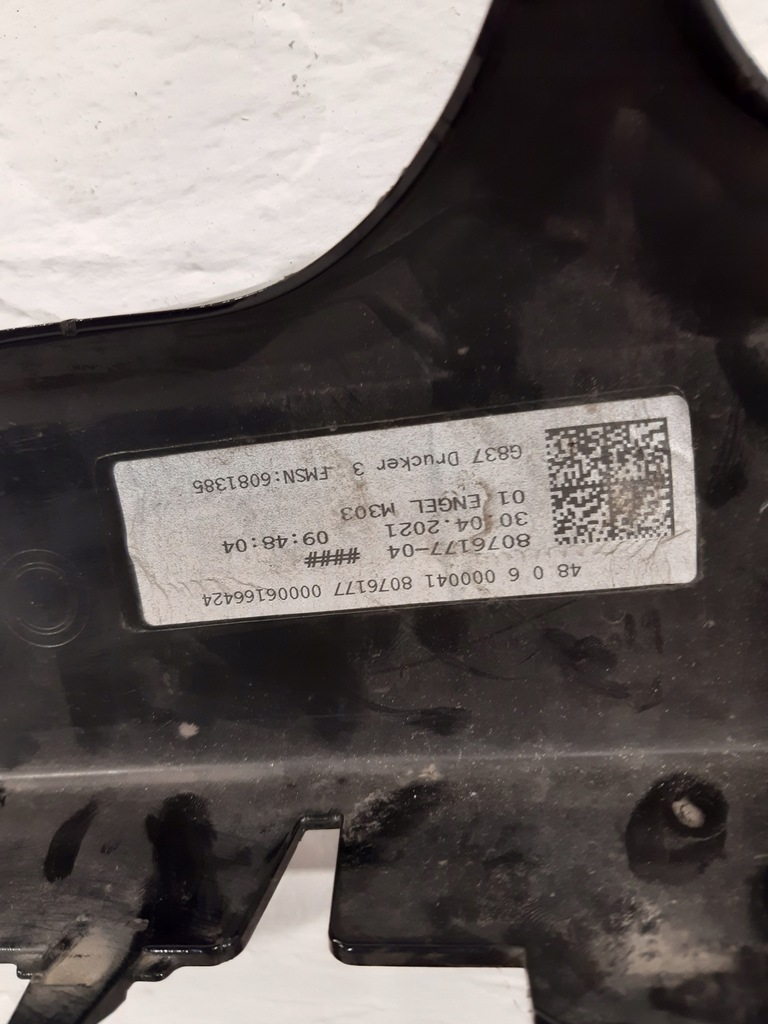 48 0 6 000041 8076177 00006166424
8076177-04 ####
30.04.2021 09:48:04
01 ENGEL M303
G837 Drucker 3 FMSN:6081385